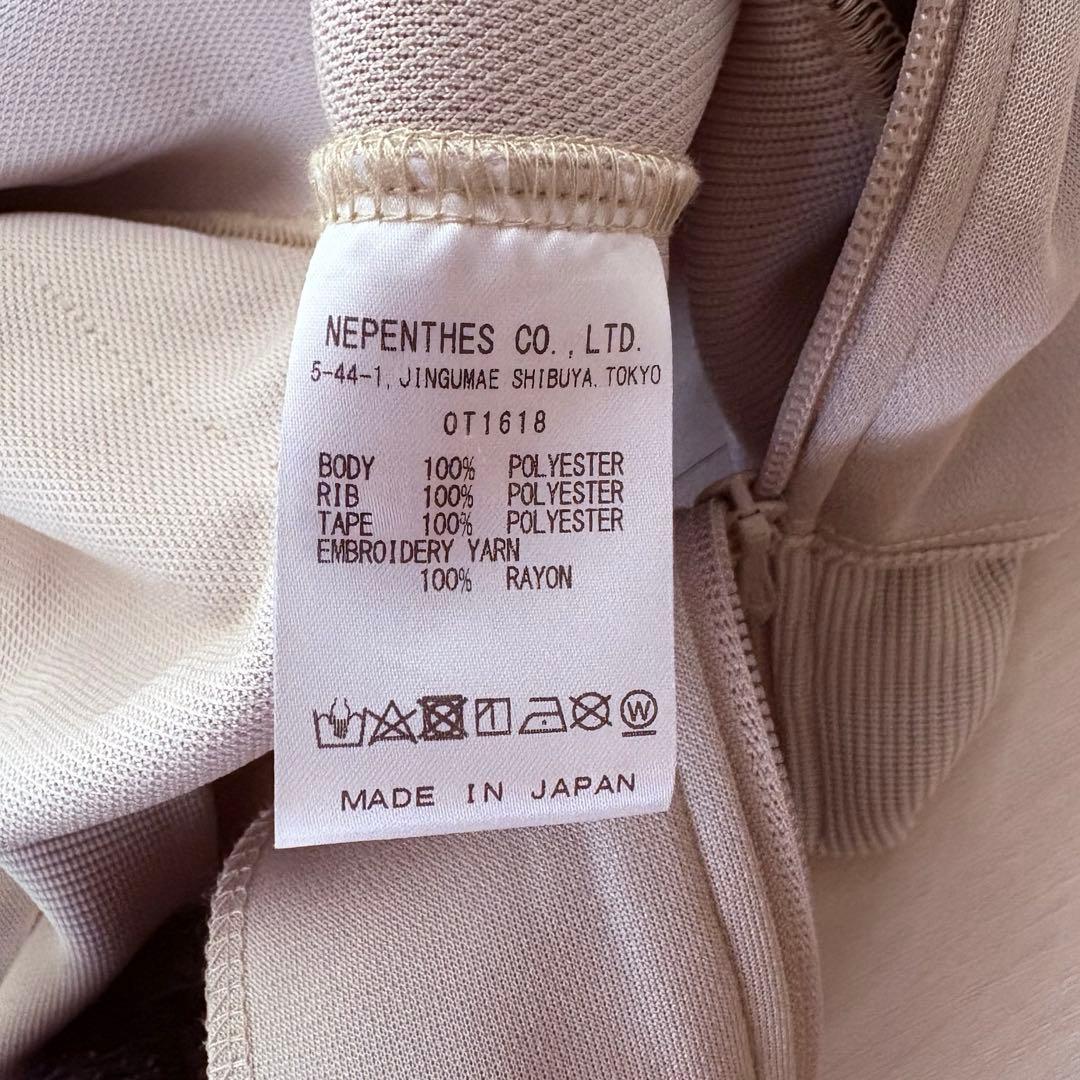 NEPENTHES CO.,LTD.
5-44-1, JINGUMAE SHIBUYA. TOKYO
OT1618
BODY 100% POLYESTER
RIB 100% POLYESTER
TAPE 100% POLYESTER
EMBROIDERY YARN
100% RAYON
W
MADE IN JAPAN